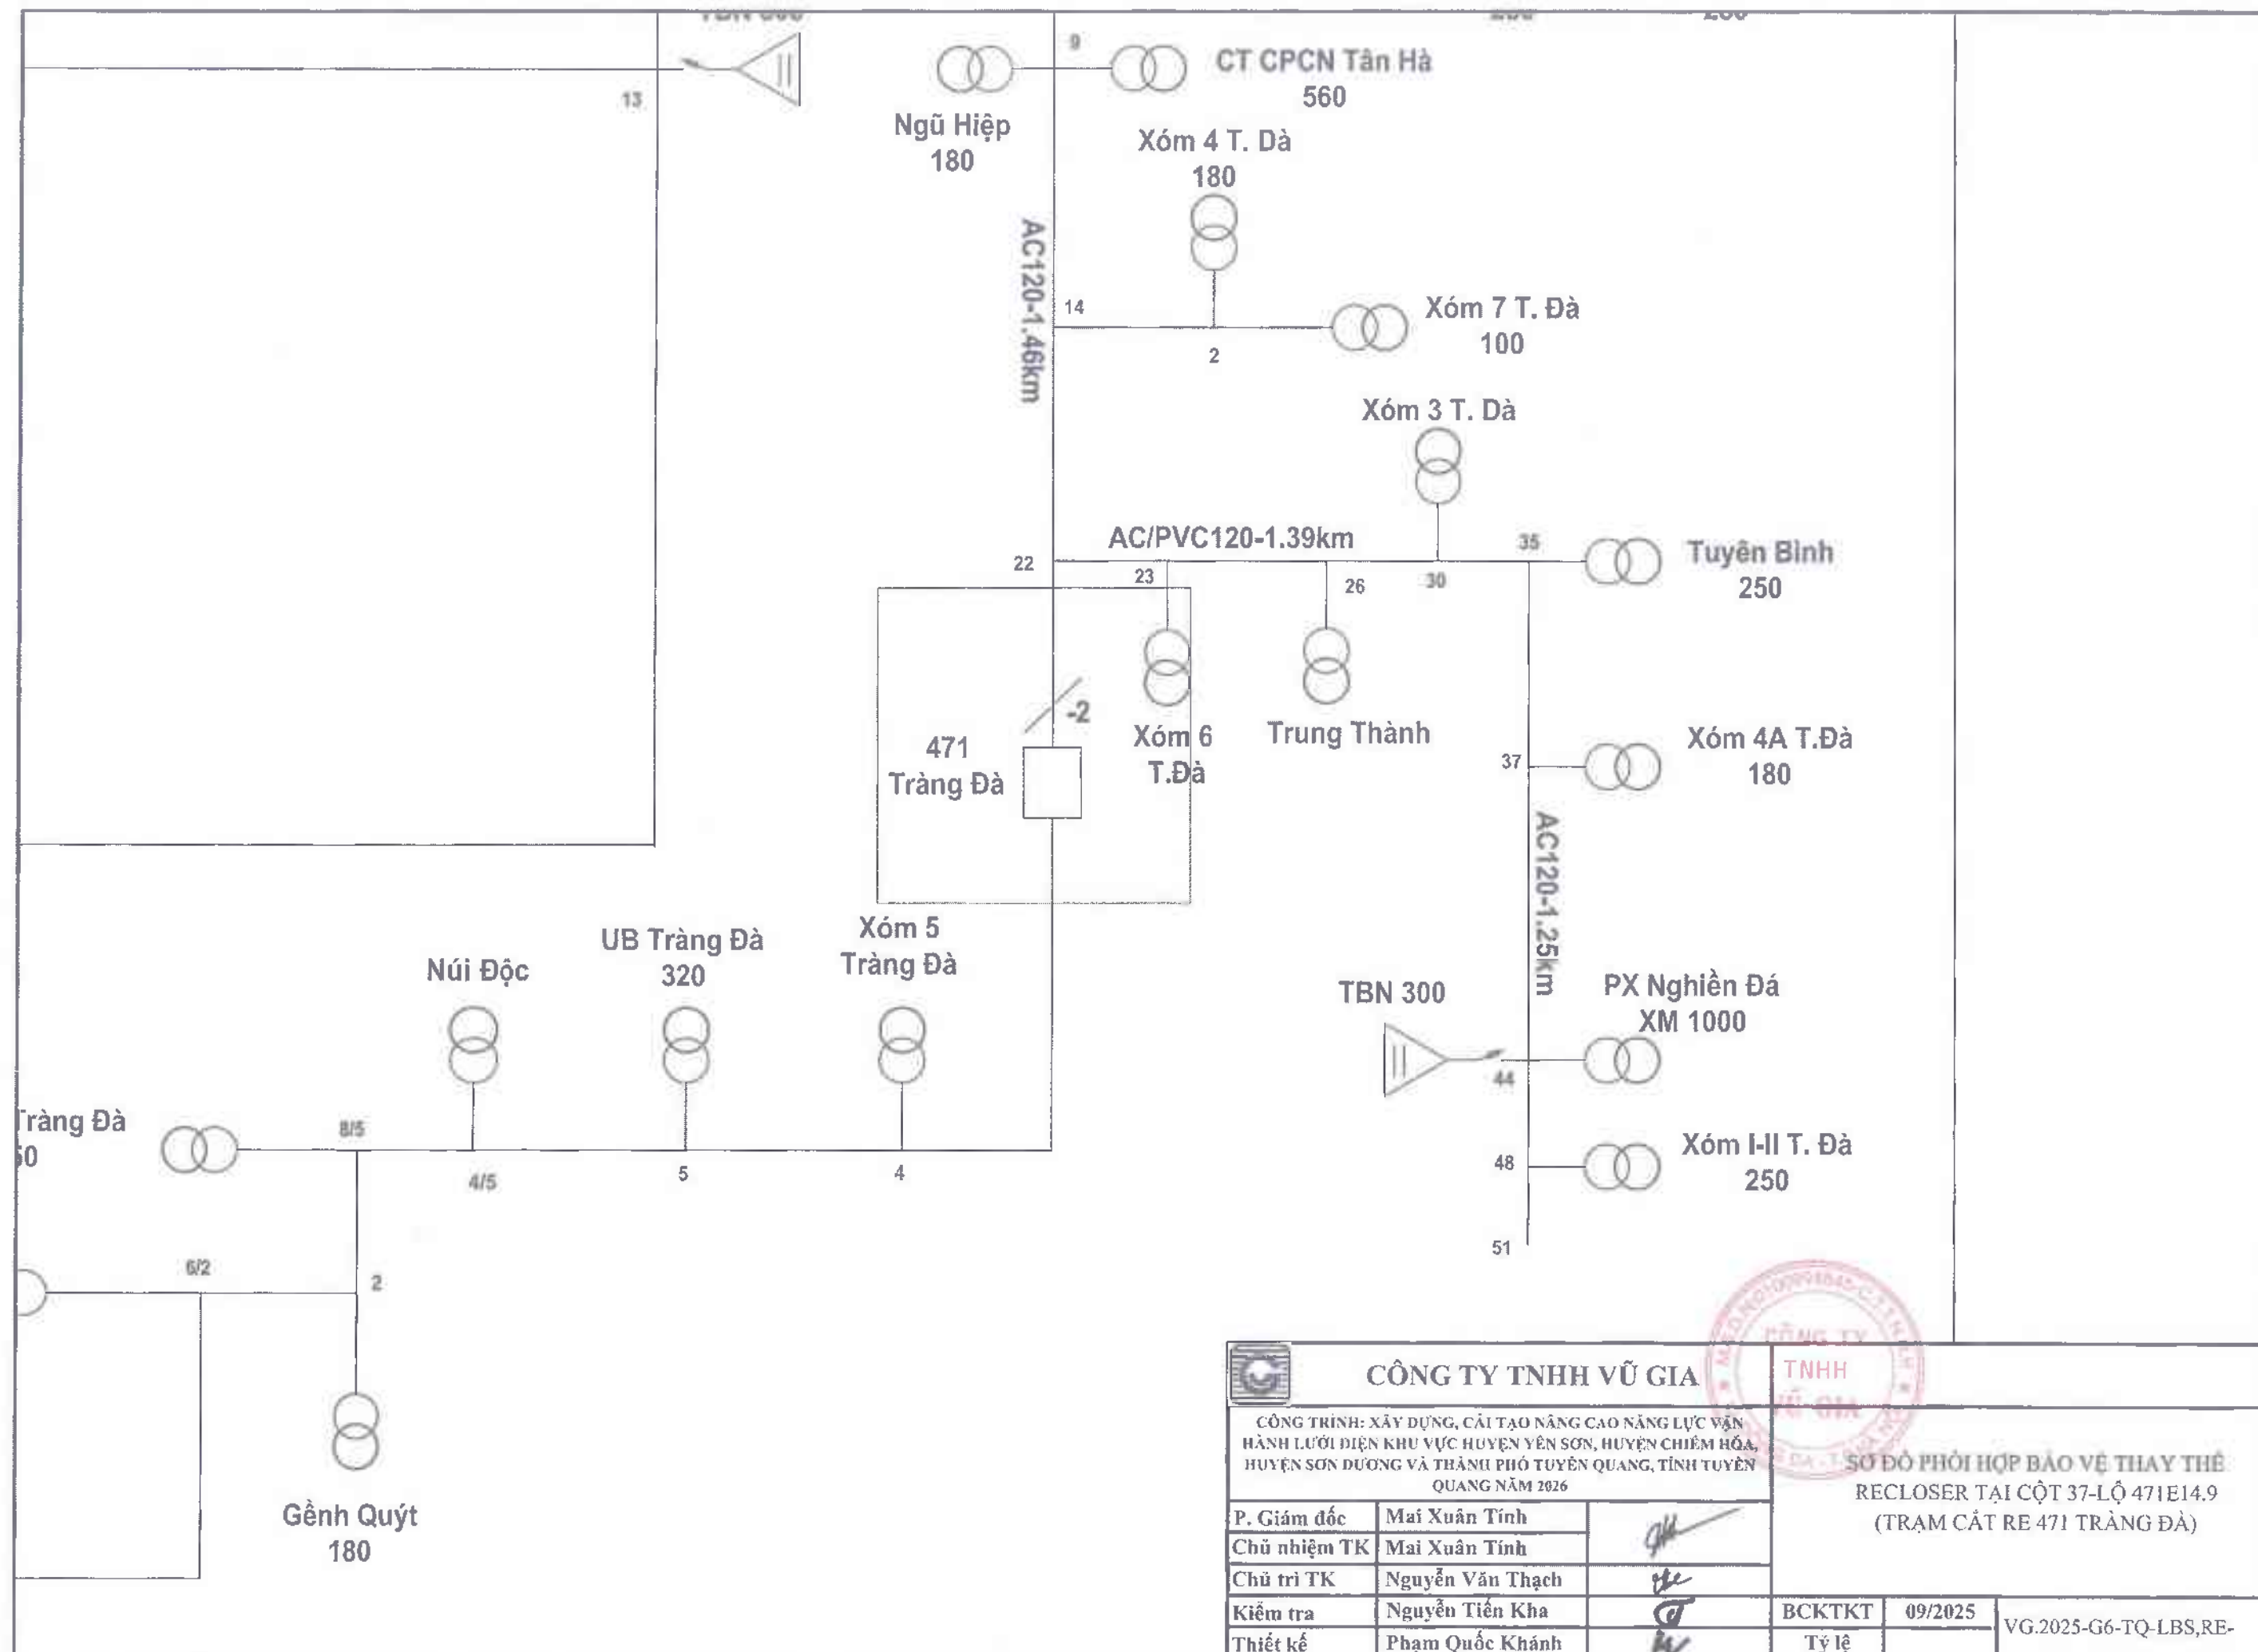 13
9
CT CPCN Tân Hà
560
Ngũ Hiệp
180
Xóm 4 T. Dà
180
AC120-1.46km
14
Xóm 7 T. Đà
100
2
Xóm 3 T. Dà
AC/PVC120-1.39km
35
22
23
26
30
Tuyên Bình
250
-2
471
Tràng Đà
Xóm 6
T.Đà
Trung Thành
37
Xóm 4A T.Đà
180
AC120-1.25km
Núi Độc
UB Tràng Đà
320
Xóm 5
Tràng Đà
TBN 300
PX Nghiền Đá
XM 1000
44
Tràng Đà
8/5
4/5
5
4
48
Xóm I-II T. Đà
250
51
6/2
2
Gềnh Quýt
180
CÔNG TY TNHH VŨ GIA
CÔNG TY
TNHH
VŨ GIA
CÔNG TRÌNH: XÂY DỰNG, CẢI TẠO NÂNG CAO NĂNG LỰC VẬN
HÀNH LƯỚI ĐIỆN KHU VỰC HUYỆN YÊN SƠN, HUYỆN CHIÊM HÓA,
HUYỆN SƠN DƯƠNG VÀ THÀNH PHỐ TUYÊN QUANG, TỈNH TUYÊN
QUANG NĂM 2026
SƠ ĐỒ PHỐI HỢP BẢO VỆ THAY THẾ
RECLOSER TẠI CỘT 37-LỘ 471E14.9
(TRẠM CẮT RE 471 TRÀNG ĐÀ)
P. Giám đốc Mai Xuân Tính
Chủ nhiệm TK Mai Xuân Tính
Chủ trì TK Nguyễn Văn Thạch
Kiểm tra Nguyễn Tiến Kha BCKTKT 09/2025
VG.2025-G6-TQ-LBS,RE-
Thiết kế Phạm Quốc Khánh Tỷ lệ